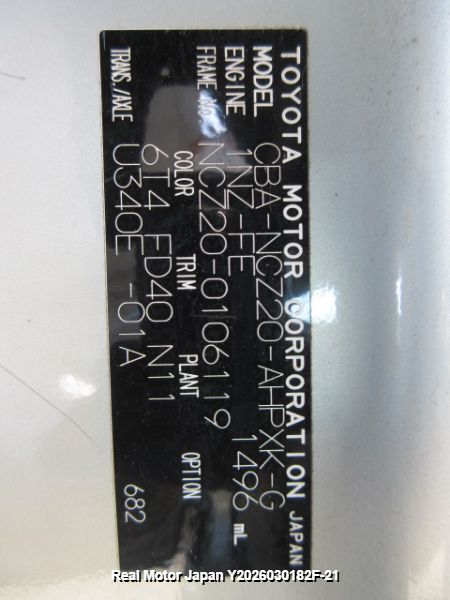 TOYOTA MOTOR CORPORATION JAPAN
MODEL CBA-NCZ20-AHPXK-G
ENGINE 1NZ-FE 1496 mL
FRAME No. NCZ20-0106119
COLOR TRIM PLANT OPTION
6T4 FD40 N11
TRANS./AXLE U340E -01A 682
Real Motor Japan Y2026030182F-21